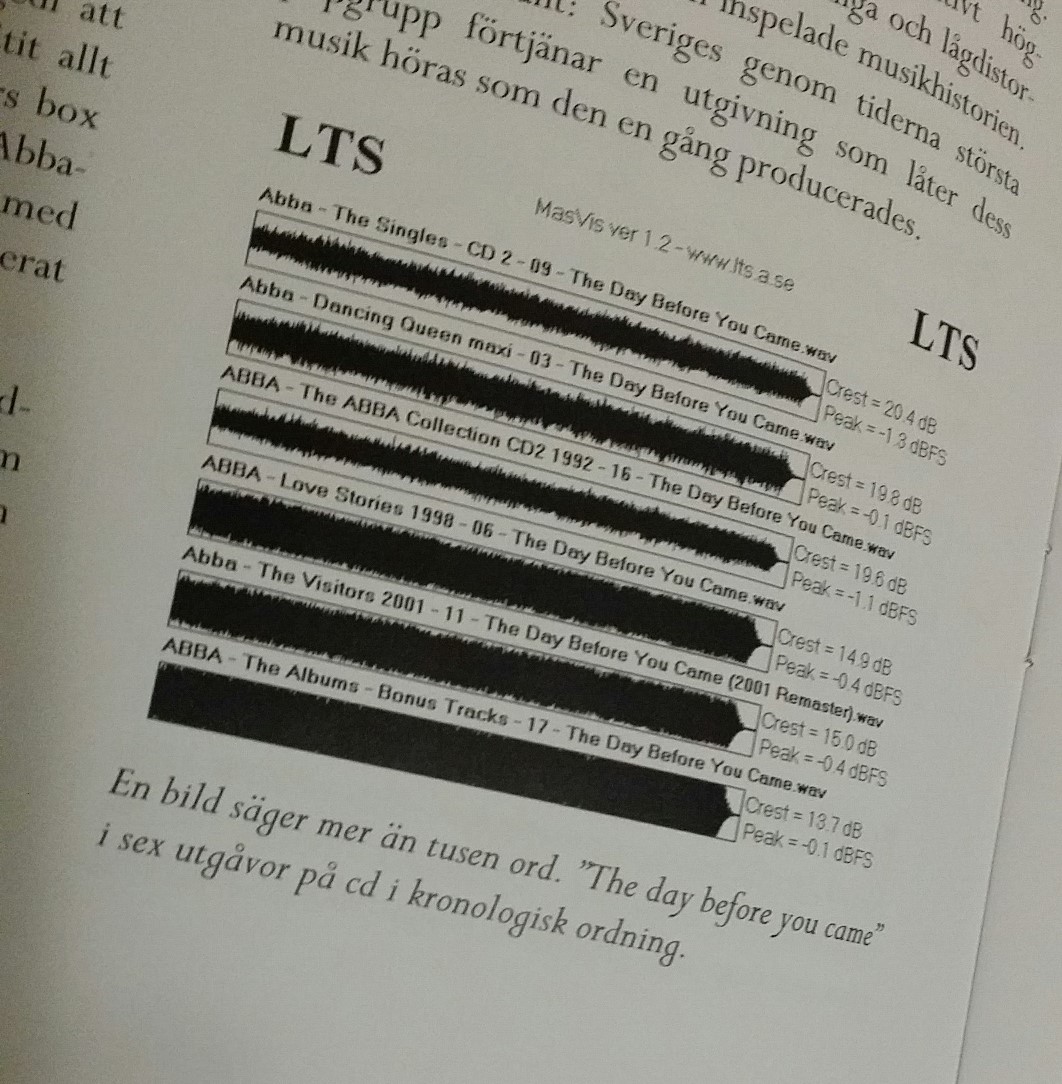 att
tit allt
box
Abba-
med
erat
hög-
och lågdistor-
inspelade musikhistorien.
Sveriges genom tiderna största
förtjänar en utgivning som låter dess
musik höras som den en gång producerades.
LTS
MasVis ver 1.2 - www.lts.a.se
LTS
Abba - The Singles - CD 2 - 09 - The Day Before You Came.wav
Crest = 20.4 dB
Peak = -1.3 dBFS
Abba - Dancing Queen maxi - 03 - The Day Before You Came.wav
Crest = 19.8 dB
Peak = -0.1 dBFS
ABBA - The ABBA Collection CD2 1992 - 16 - The Day Before You Came.wav
Crest = 19.6 dB
Peak = -1.1 dBFS
ABBA - Love Stories 1998 - 06 - The Day Before You Came.wav
Crest = 14.9 dB
Peak = -0.4 dBFS
Abba - The Visitors 2001 - 11 - The Day Before You Came (2001 Remaster).wav
Crest = 15.0 dB
Peak = -0.4 dBFS
ABBA - The Albums - Bonus Tracks - 17 - The Day Before You Came.wav
Crest = 13.7 dB
Peak = -0.1 dBFS
En bild säger mer än tusen ord. ”The day before you came”
i sex utgåvor på cd i kronologisk ordning.